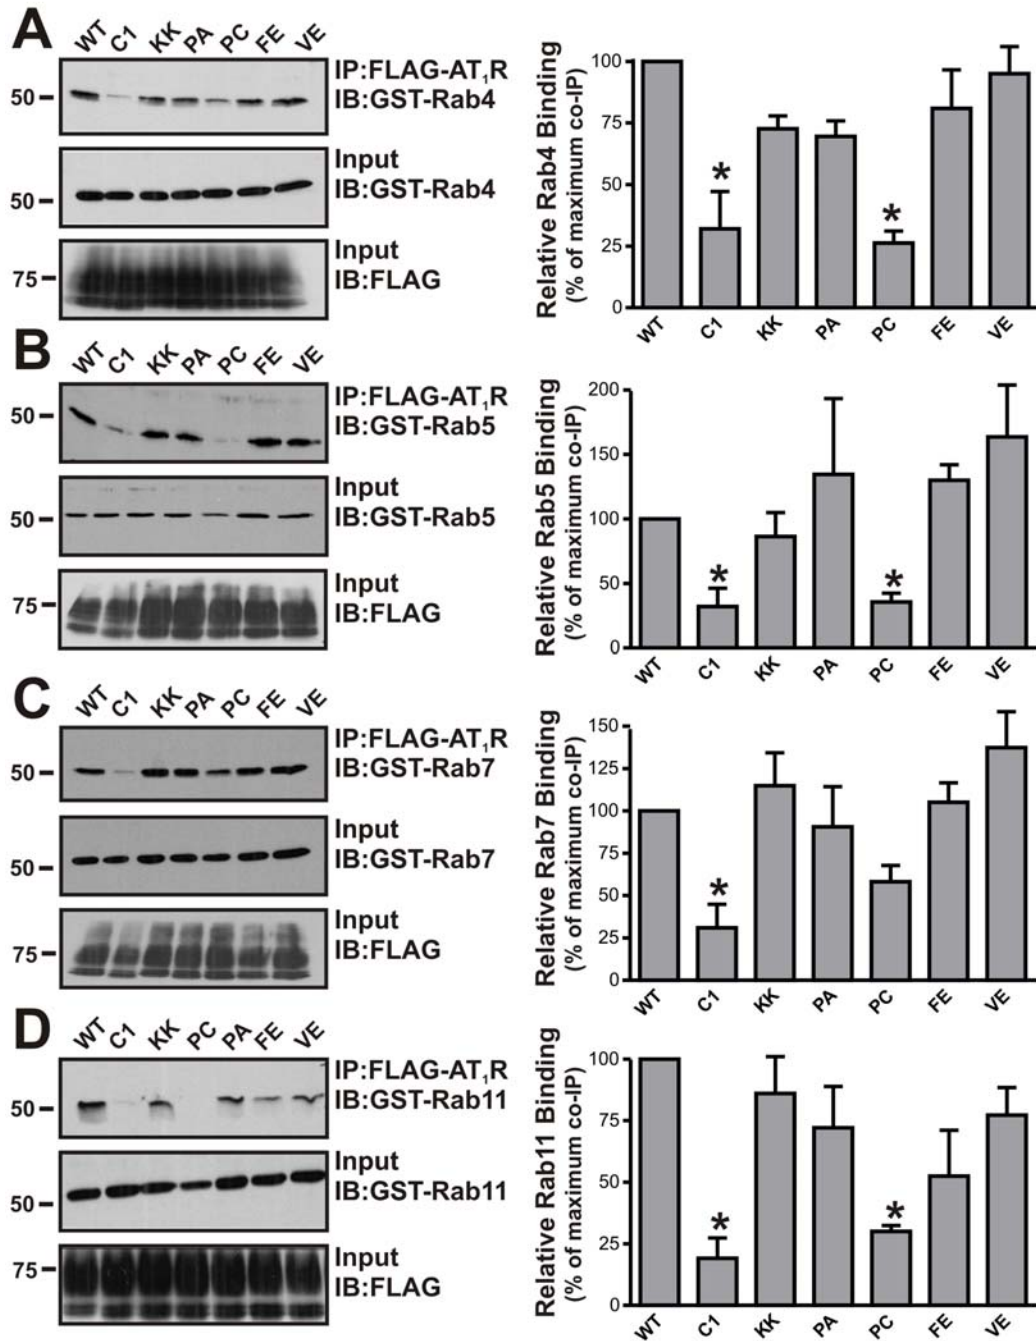 A
WT C1 KK PA PC FE VE
IP:FLAG-AT₁R
50
IB:GST-Rab4
Input
50
IB:GST-Rab4
Input
75
IB:FLAG
Relative Rab4 Binding
(% of maximum co-IP)
100
75
50
25
0
* *
WT C1 KK PA PC FE VE
B
WT C1 KK PA PC FE VE
IP:FLAG-AT₁R
50
IB:GST-Rab5
Input
50
IB:GST-Rab5
Input
75
IB:FLAG
Relative Rab5 Binding
(% of maximum co-IP)
200
150
100
50
0
* *
WT C1 KK PA PC FE VE
C
WT C1 KK PA PC FE VE
IP:FLAG-AT₁R
50
IB:GST-Rab7
Input
50
IB:GST-Rab7
Input
75
IB:FLAG
Relative Rab7 Binding
(% of maximum co-IP)
150
125
100
75
50
25
0
*
WT C1 KK PA PC FE VE
D
WT C1 KK PC PA FE VE
IP:FLAG-AT₁R
50
IB:GST-Rab11
Input
50
IB:GST-Rab11
Input
75
IB:FLAG
Relative Rab11 Binding
(% of maximum co-IP)
100
75
50
25
0
* *
WT C1 KK PA PC FE VE